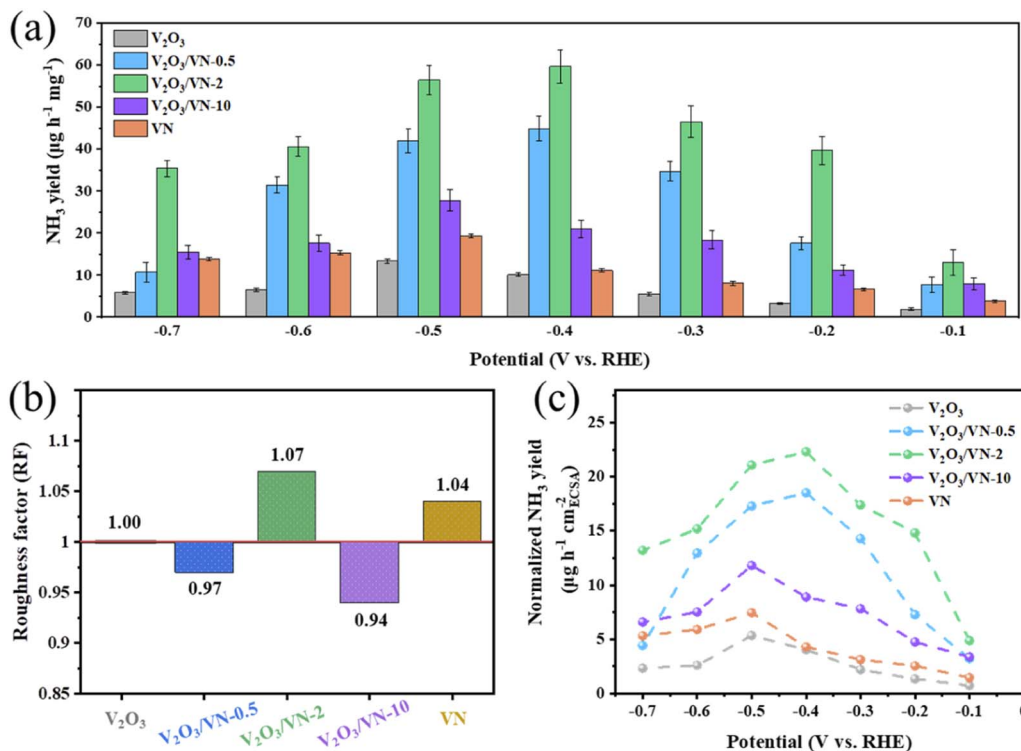 (a)
70
60
50
40
30
20
10
0
NH₃ yield (μg h⁻¹ mg⁻¹)
V₂O₃
V₂O₃/VN-0.5
V₂O₃/VN-2
V₂O₃/VN-10
VN
-0.7 -0.6 -0.5 -0.4 -0.3 -0.2 -0.1
Potential (V vs. RHE)
(b)
Roughness factor (RF)
1.1
1.05
1
0.95
0.9
0.85
1.00
0.97
1.07
0.94
1.04
V₂O₃
V₂O₃/VN-0.5
V₂O₃/VN-2
V₂O₃/VN-10
VN
(c)
Normalized NH₃ yield
(μg h⁻¹ cm⁻²ECSA)
25
20
15
10
5
0
V₂O₃
V₂O₃/VN-0.5
V₂O₃/VN-2
V₂O₃/VN-10
VN
-0.7 -0.6 -0.5 -0.4 -0.3 -0.2 -0.1
Potential (V vs. RHE)